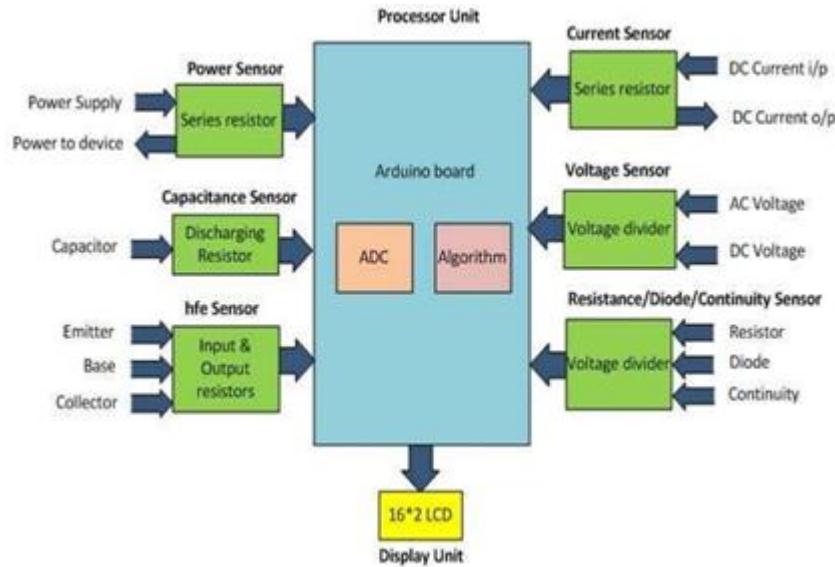 Processor Unit
Power Sensor
Power Supply
Power to device
Series resistor
Capacitance Sensor
Capacitor
Discharging
Resistor
hfe Sensor
Emitter
Base
Collector
Input &
Output
resistors
Arduino board
ADC
Algorithm
Current Sensor
Series resistor
DC Current i/p
DC Current o/p
Voltage Sensor
Voltage divider
AC Voltage
DC Voltage
Resistance/Diode/Continuity Sensor
Voltage divider
Resistor
Diode
Continuity
16*2 LCD
Display Unit